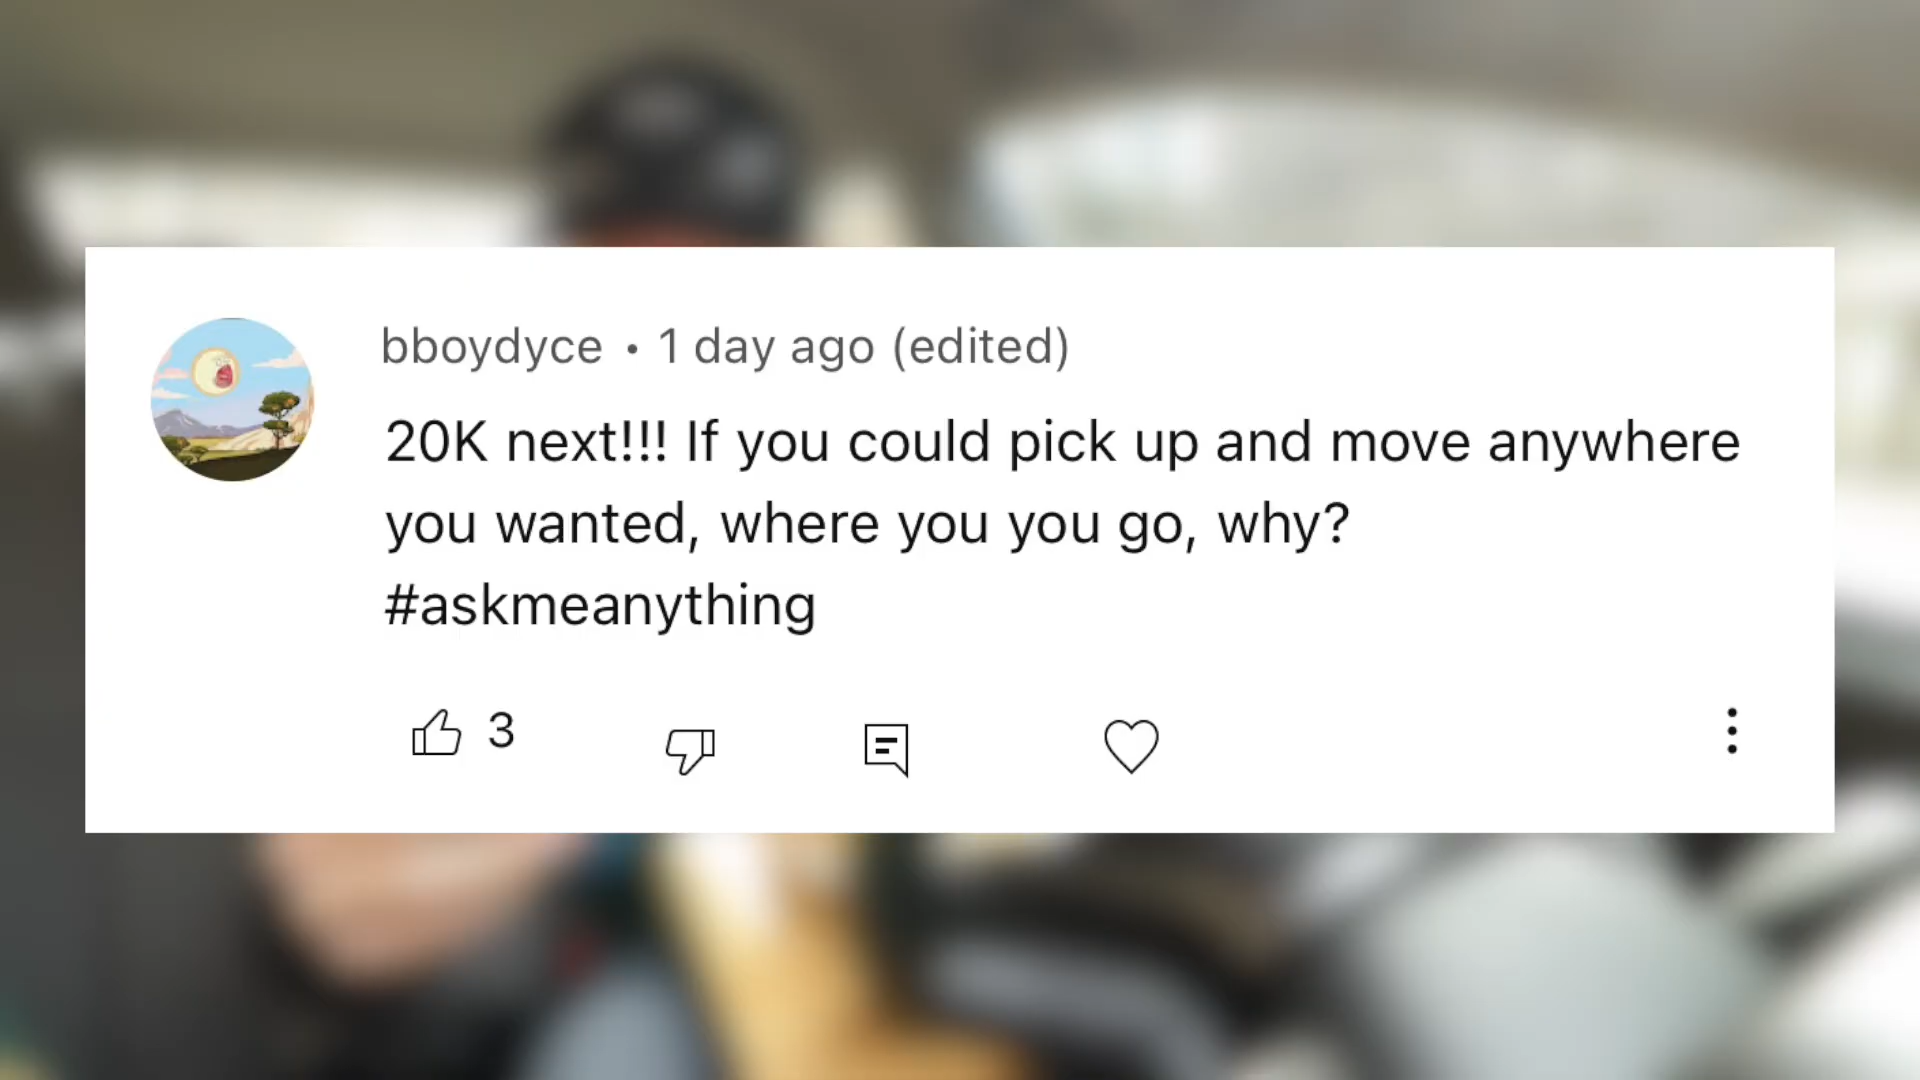 bboydyce • 1 day ago (edited)
20K next!!! If you could pick up and move anywhere
you wanted, where you you go, why?
#askmeanything
3